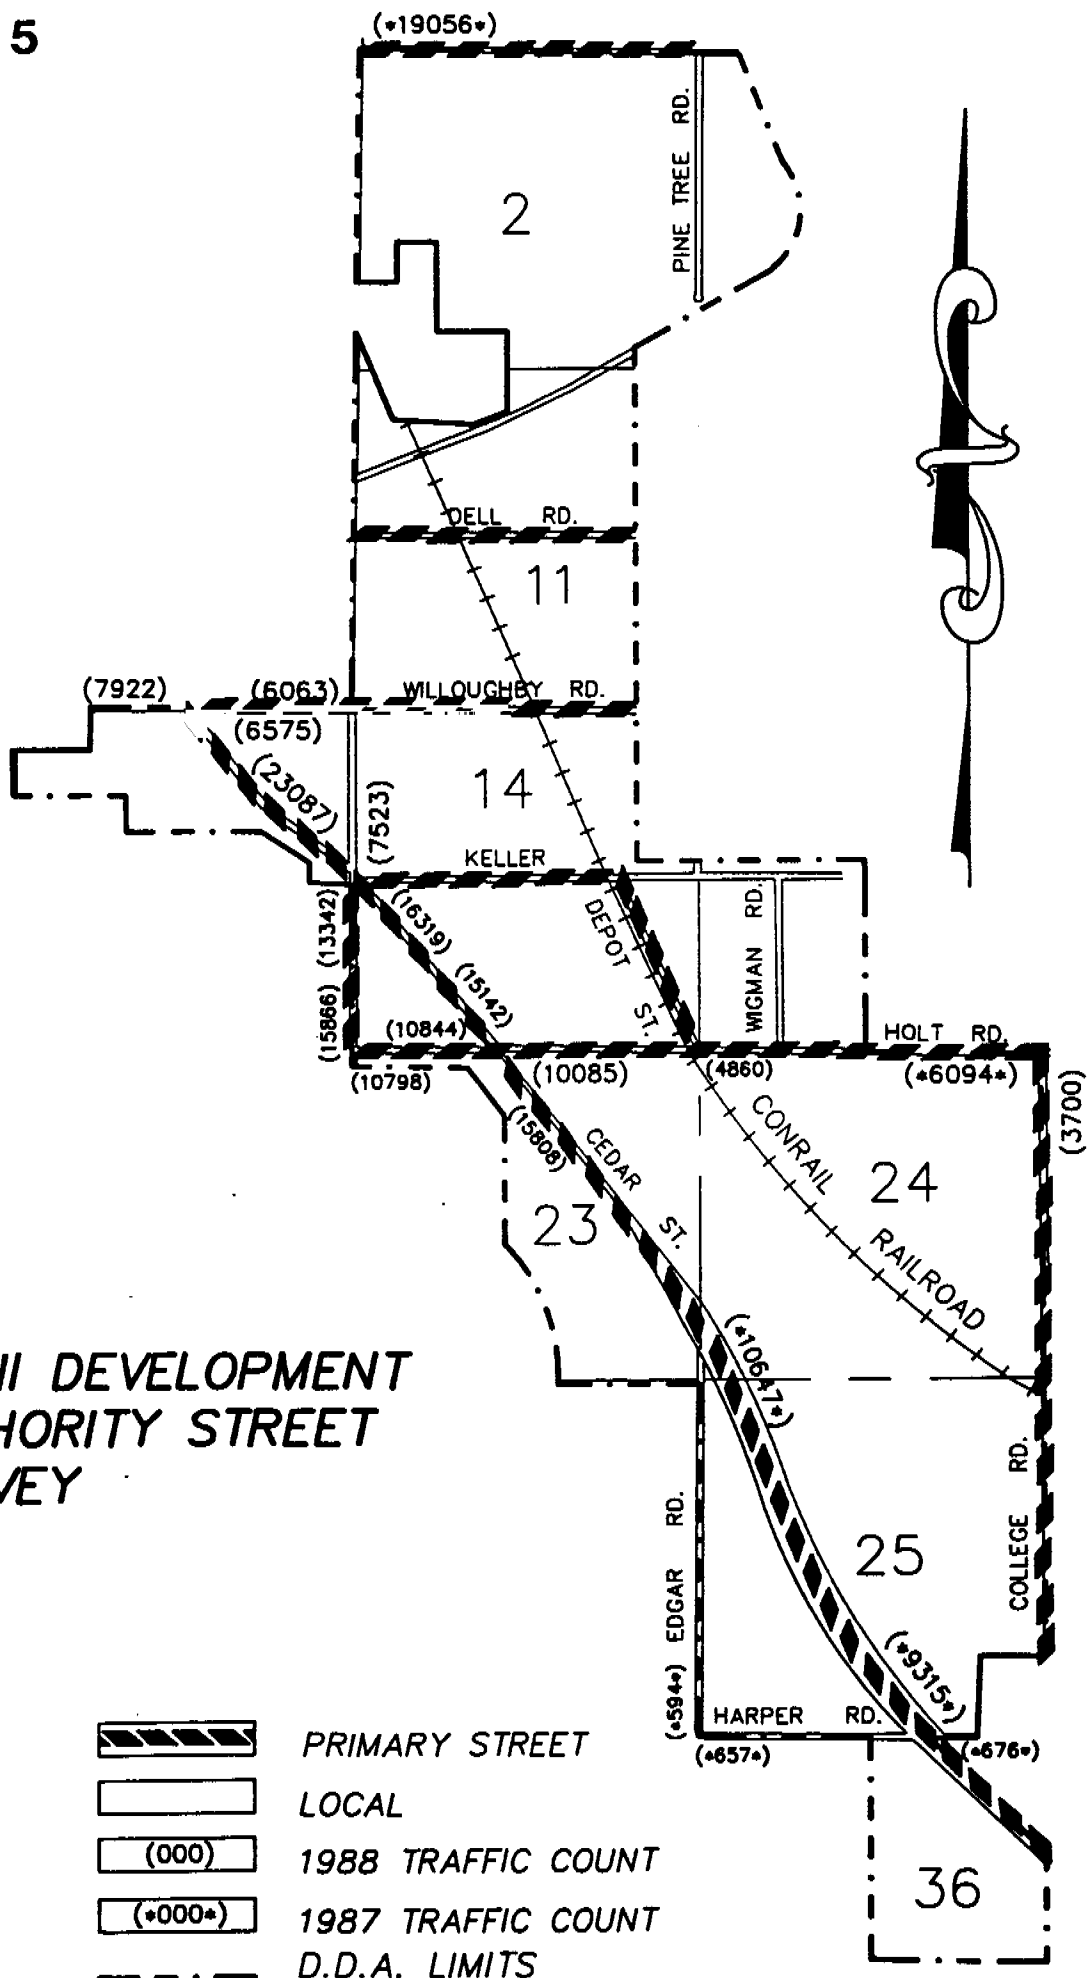 5
(*19056*)
PINE TREE RD.
2
DELL RD.
11
(7922)
(6063)
WILLOUGHBY RD.
(6575)
(23087)
(7523)
14
KELLER
(13342)
(16319)
DEPOT ST.
WIGMAN RD.
(15866)
(15142)
(10844)
HOLT RD.
(10798)
(10085)
(4860)
(*6094*)
(3700)
(15808)
CEDAR ST.
CONRAIL RAILROAD
24
23
(*10647*)
HI DEVELOPMENT
HORITY STREET
VEY
EDGAR RD.
COLLEGE RD.
25
(*594*)
(*9315*)
HARPER RD.
(*657*)
(*676*)
PRIMARY STREET
LOCAL
(000) 1988 TRAFFIC COUNT
(*000*) 1987 TRAFFIC COUNT
D.D.A. LIMITS
36